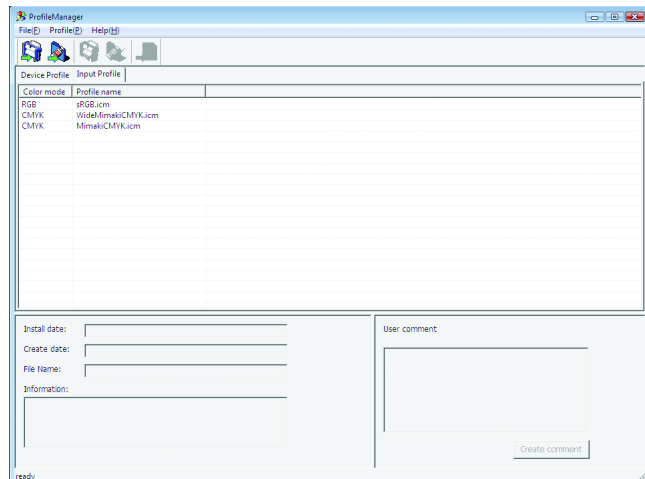 ProfileManager
File(F) Profile(P) Help(H)
Device Profile Input Profile
Color mode Profile name
RGB sRGB.icm
CMYK WideMimakiCMYK.icm
CMYK MimakiCMYK.icm
Install date:
Create date:
File Name:
Information:
User comment
Create comment
ready